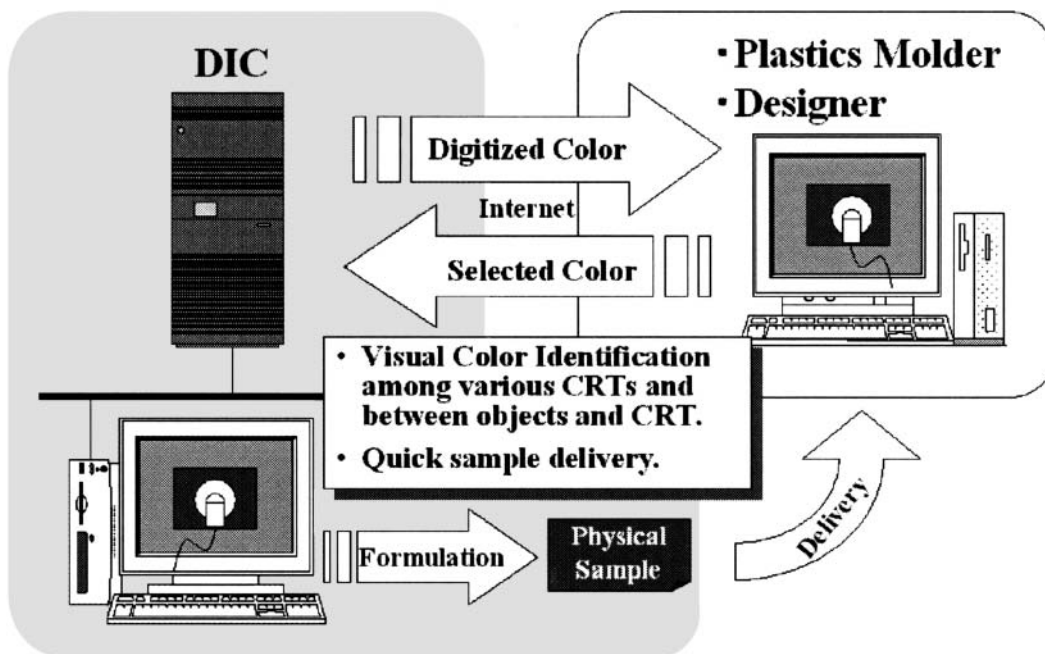 DIC
· Plastics Molder
· Designer
Digitized Color
Internet
Selected Color
• Visual Color Identification
among various CRTs and
between objects and CRT.
• Quick sample delivery.
Formulation
Physical
Sample
Delivery